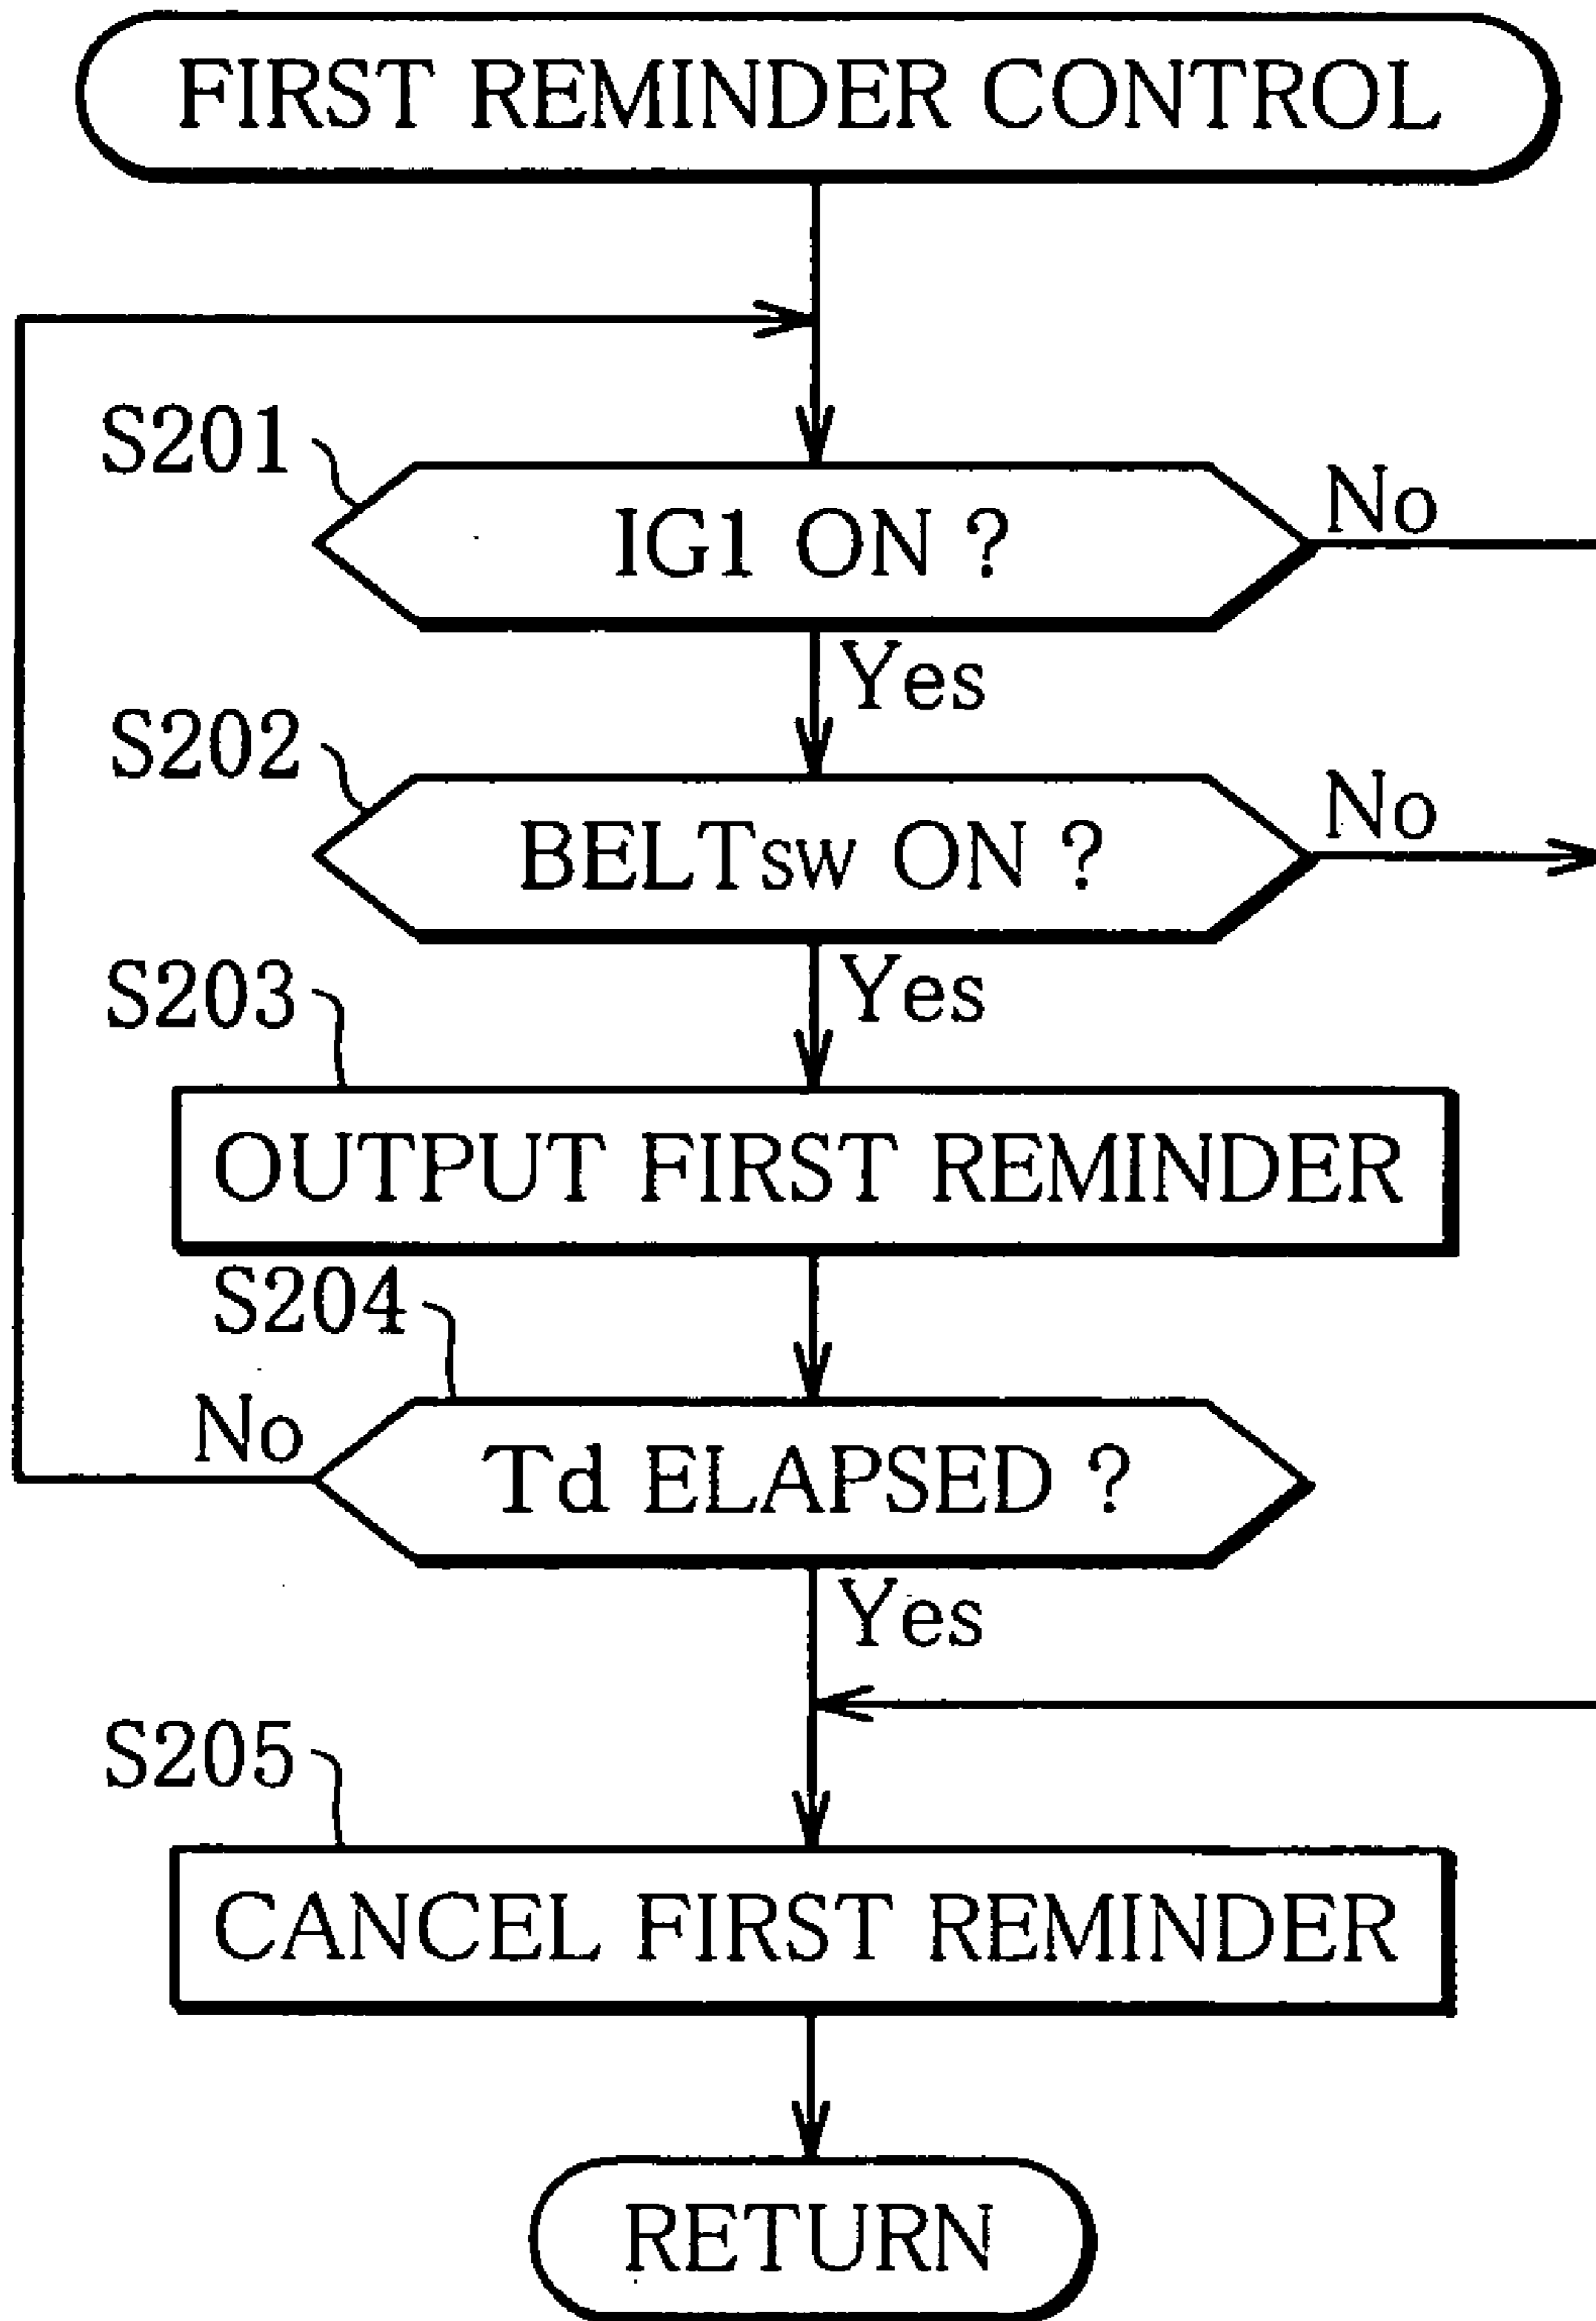 FIRST REMINDER CONTROL
S201
IG1 ON ?
No
Yes
S202
BELTSW ON ?
No
Yes
S203
OUTPUT FIRST REMINDER
S204
No
Td ELAPSED ?
Yes
S205
CANCEL FIRST REMINDER
RETURN